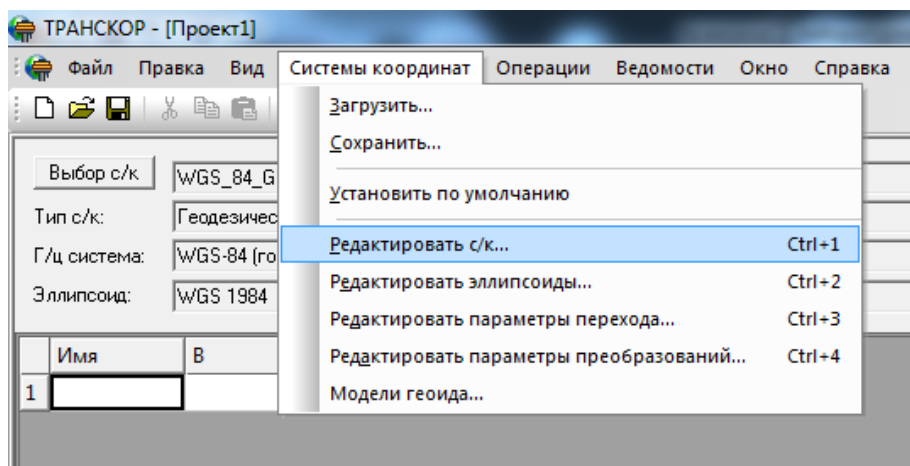 ТРАНСКОР - [Проект1]
Файл Правка Вид Системы координат Операции Ведомости Окно Справка
Загрузить...
Сохранить...
Установить по умолчанию
Редактировать с/к... Ctrl+1
Редактировать эллипсоиды... Ctrl+2
Редактировать параметры перехода... Ctrl+3
Редактировать параметры преобразований... Ctrl+4
Модели геоида...
Выбор с/к WGS_84_G
Тип с/к: Геодезичес
Г/ц система: WGS-84 (го
Эллипсоид: WGS 1984
Имя B
1